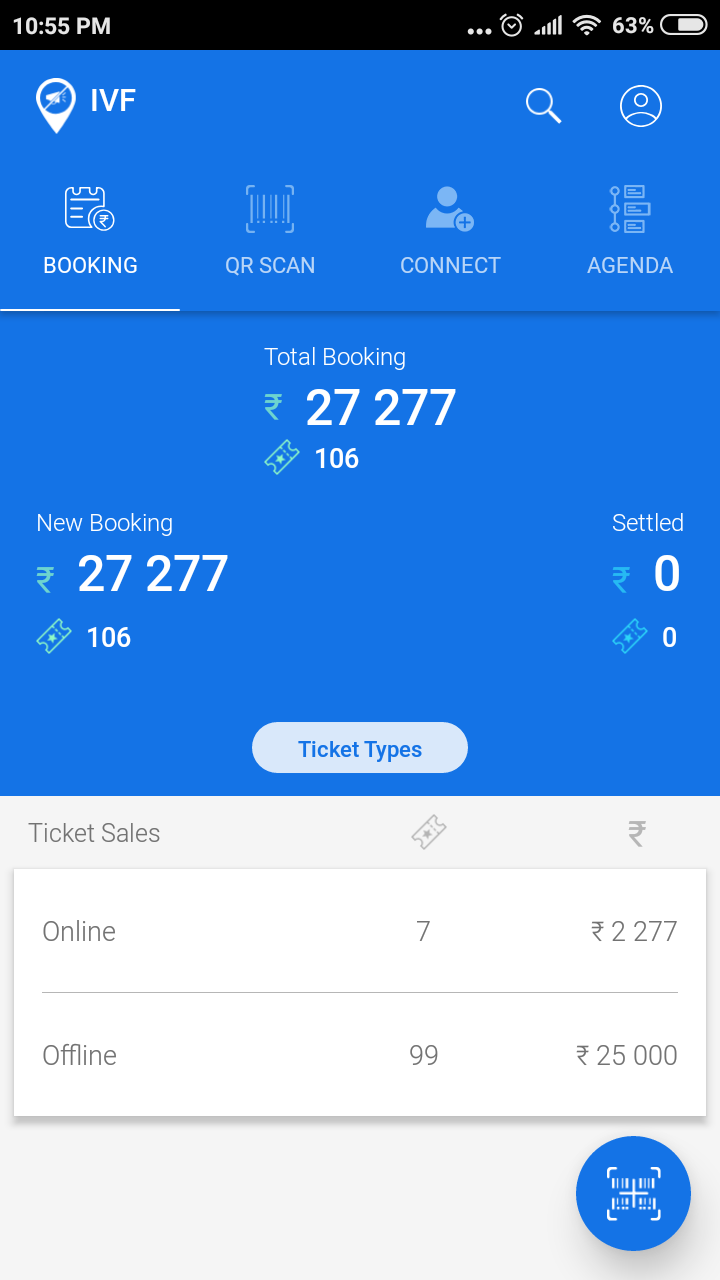 10:55 PM 63%
IVF
BOOKING QR SCAN CONNECT AGENDA
Total Booking
₹ 27 277
106
New Booking Settled
₹ 27 277 ₹ 0
106 0
Ticket Types
Ticket Sales ₹
Online 7 ₹ 2 277
Offline 99 ₹ 25 000